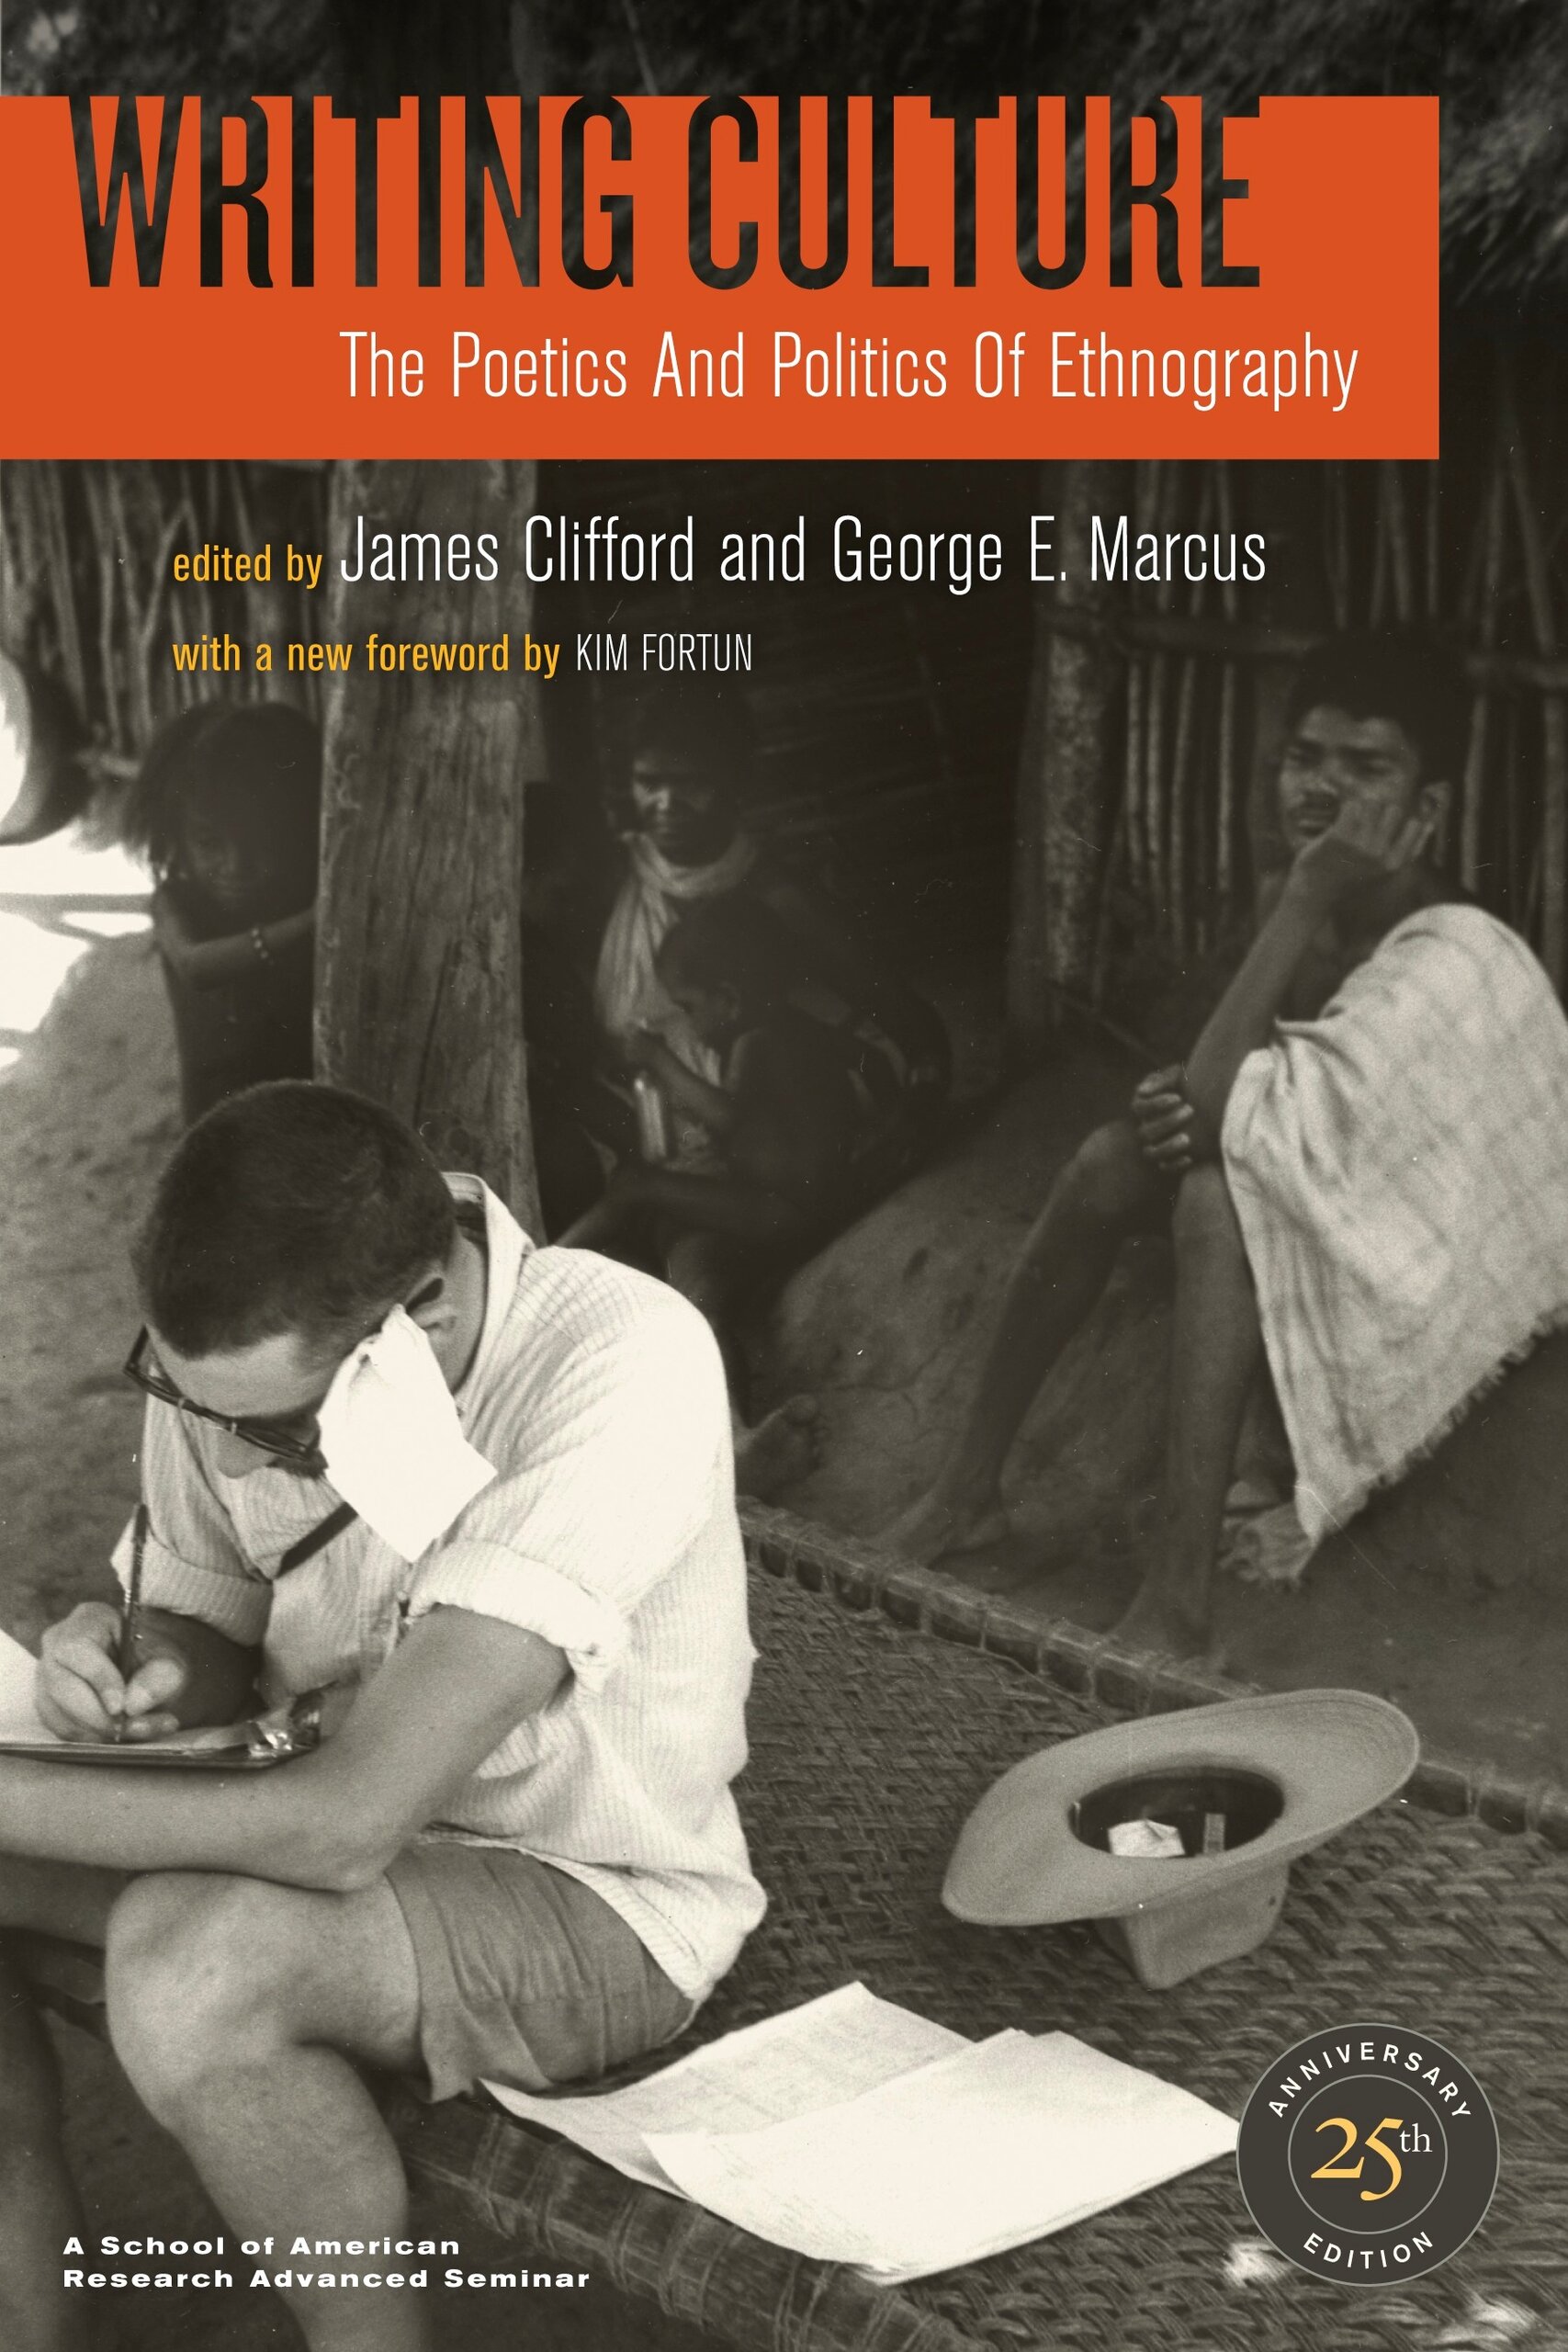 WRITING CULTURE
The Poetics And Politics Of Ethnography
edited by James Clifford and George E. Marcus
with a new foreword by KIM FORTUN
ANNIVERSARY
25th
EDITION
A School of American
Research Advanced Seminar